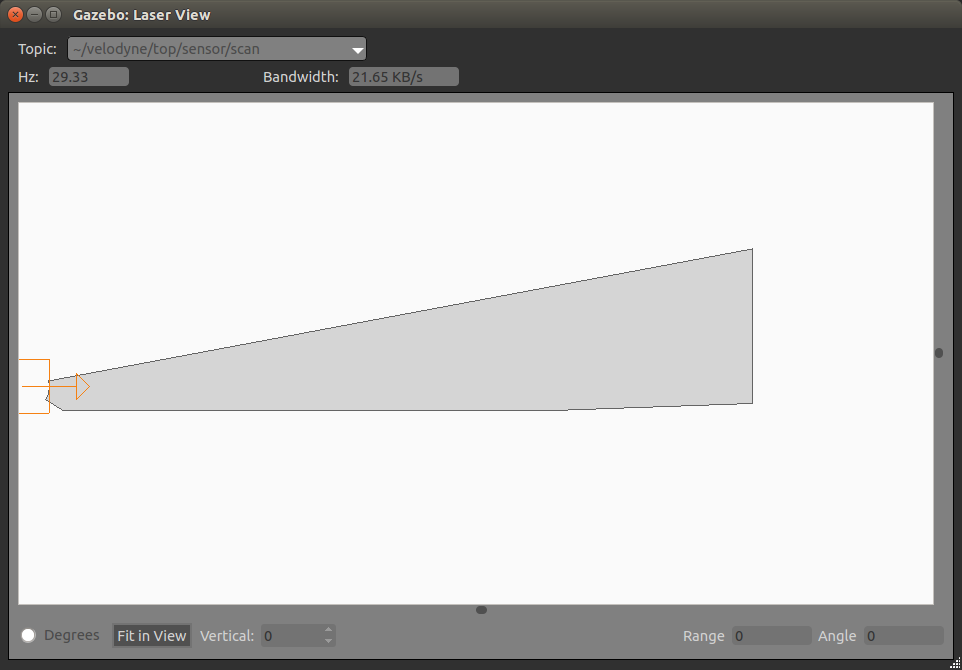 Gazebo: Laser View
Topic: ~/velodyne/top/sensor/scan
Hz: 29.33 Bandwidth: 21.65 KB/s
Degrees Fit in View Vertical: 0 Range 0 Angle 0